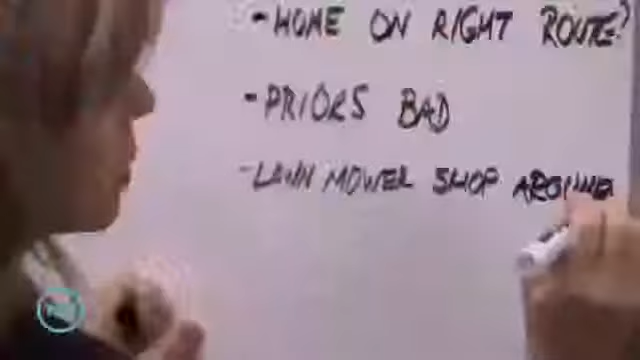 -HOME ON RIGHT ROUTE?
-PRIORS BAD
-LAWN MOWER SHOP AROUND